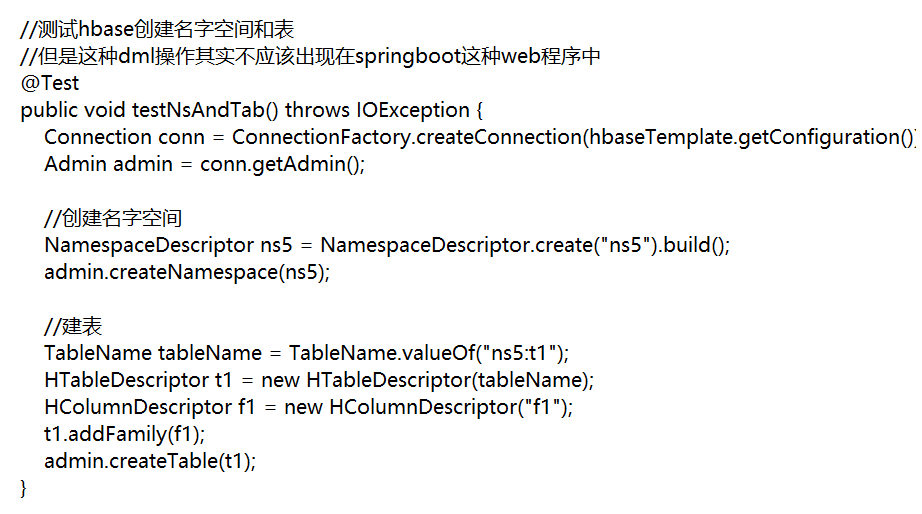 //测试hbase创建名字空间和表
//但是这种dml操作其实不应该出现在springboot这种web程序中
@Test
public void testNsAndTab() throws IOException {
Connection conn = ConnectionFactory.createConnection(hbaseTemplate.getConfiguration())
Admin admin = conn.getAdmin();
//创建名字空间
NamespaceDescriptor ns5 = NamespaceDescriptor.create("ns5").build();
admin.createNamespace(ns5);
//建表
TableName tableName = TableName.valueOf("ns5:t1");
HTableDescriptor t1 = new HTableDescriptor(tableName);
HColumnDescriptor f1 = new HColumnDescriptor("f1");
t1.addFamily(f1);
admin.createTable(t1);
}